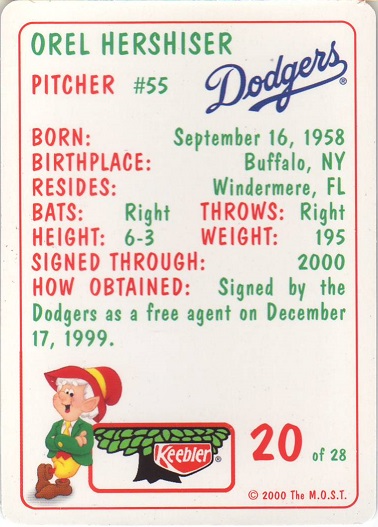 OREL HERSHISER
PITCHER #55
Dodgers®
BORN: September 16, 1958
BIRTHPLACE: Buffalo, NY
RESIDES: Windermere, FL
BATS: Right THROWS: Right
HEIGHT: 6-3 WEIGHT: 195
SIGNED THROUGH: 2000
HOW OBTAINED: Signed by the
Dodgers as a free agent on December
17, 1999.
Keebler®
20 of 28
© 2000 The M.O.S.T.